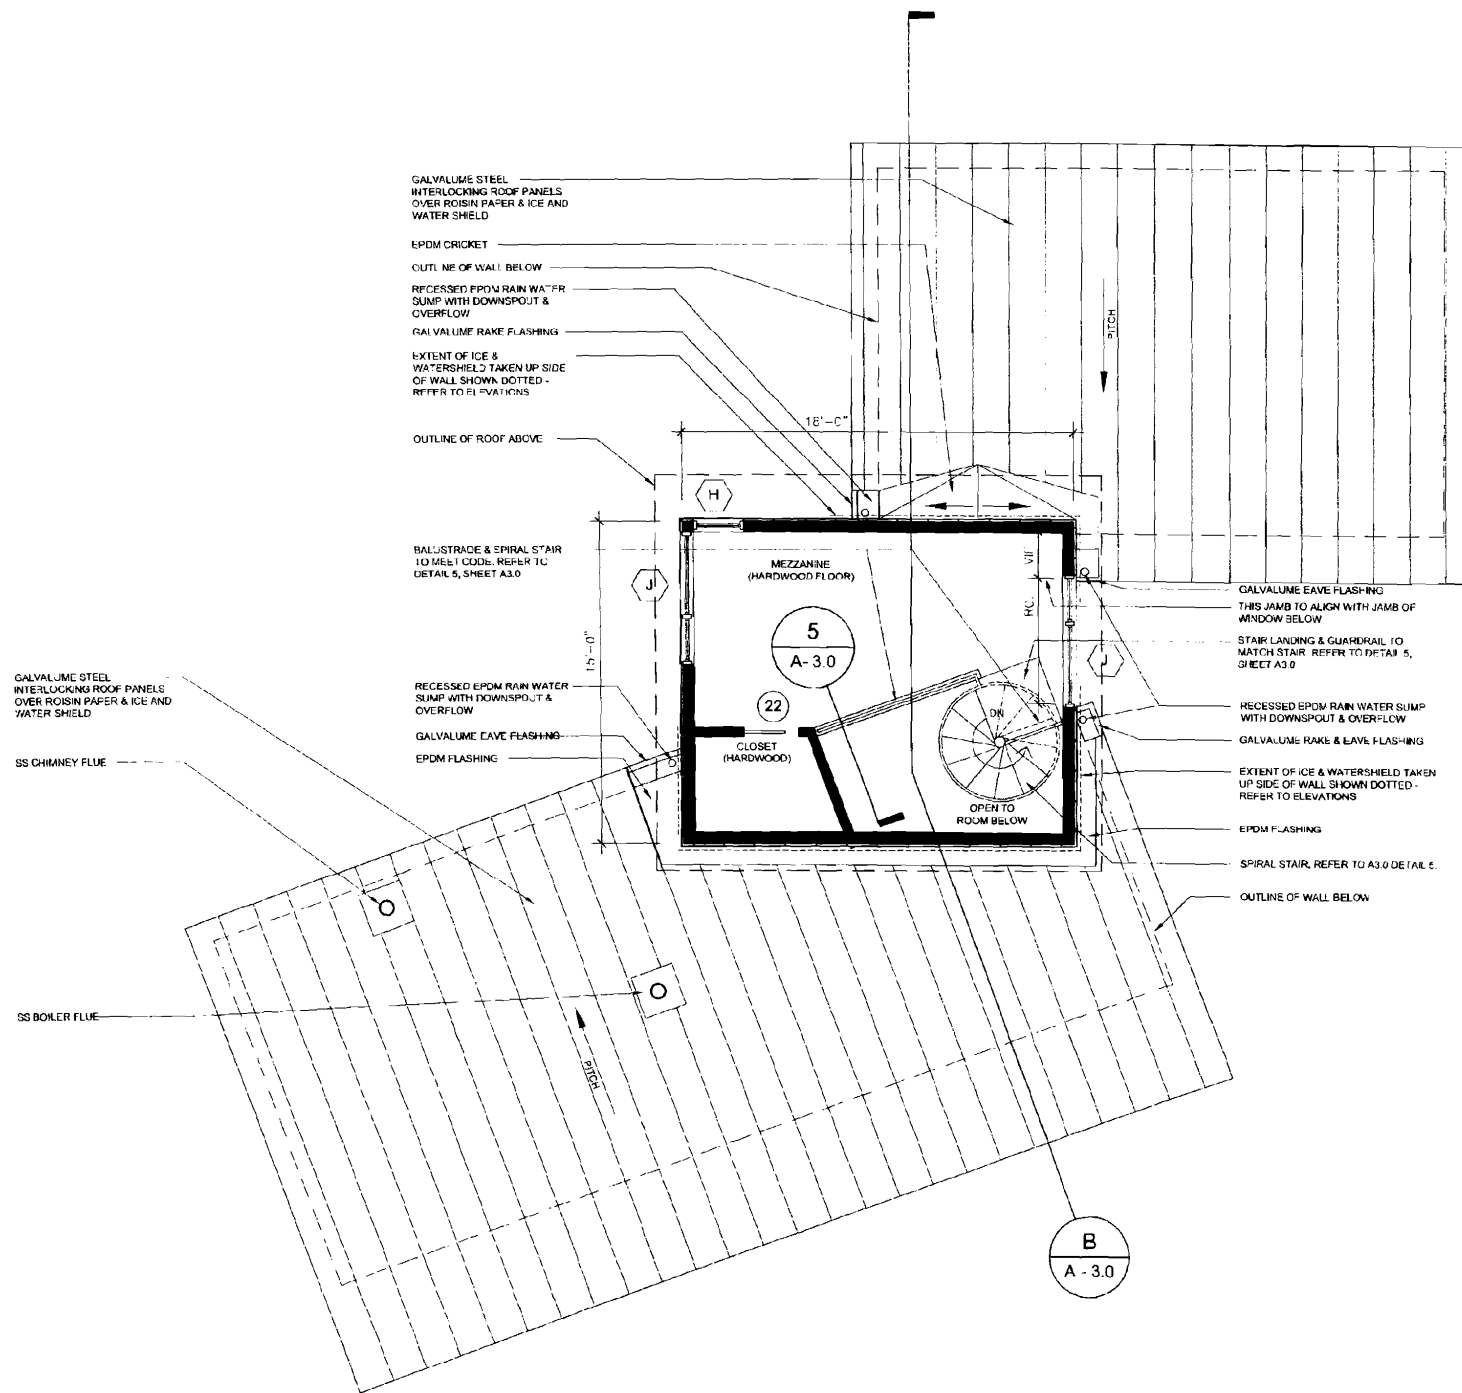 GALVALUME STEEL
INTERLOCKING ROOF PANELS
OVER ROISIN PAPER & ICE AND
WATER SHIELD
EPDM CRICKET
OUTLINE OF WALL BELOW
RECESSED EPDM RAIN WATER
SUMP WITH DOWNSPOUT &
OVERFLOW
GALVALUME RAKE FLASHING
EXTENT OF ICE &
WATERSHIELD TAKEN UP SIDE
OF WALL SHOWN DOTTED -
REFER TO ELEVATIONS
OUTLINE OF ROOF ABOVE
PITCH
18'-0"
H
BALUSTRADE & SPIRAL STAIR
TO MEET CODE. REFER TO
DETAIL 5, SHEET A3.0
J
MEZZANINE
(HARDWOOD FLOOR)
VIF
R.O.
15'-0"
5
A- 3.0
J
GALVALUME EAVE FLASHING
THIS JAMB TO ALIGN WITH JAMB OF
WINDOW BELOW
STAIR LANDING & GUARDRAIL TO
MATCH STAIR. REFER TO DETAIL 5,
SHEET A3.0
GALVALUME STEEL
INTERLOCKING ROOF PANELS
OVER ROISIN PAPER & ICE AND
WATER SHIELD
RECESSED EPDM RAIN WATER
SUMP WITH DOWNSPOUT &
OVERFLOW
22
DN
RECESSED EPDM RAIN WATER SUMP
WITH DOWNSPOUT & OVERFLOW
GALVALUME EAVE FLASHING
GALVALUME RAKE & EAVE FLASHING
CLOSET
(HARDWOOD)
EPDM FLASHING
SS CHIMNEY FLUE
EXTENT OF ICE & WATERSHIELD TAKEN
UP SIDE OF WALL SHOWN DOTTED -
REFER TO ELEVATIONS
OPEN TO
ROOM BELOW
EPDM FLASHING
SPIRAL STAIR, REFER TO A3.0 DETAIL 5.
OUTLINE OF WALL BELOW
SS BOILER FLUE
PITCH
B
A - 3.0